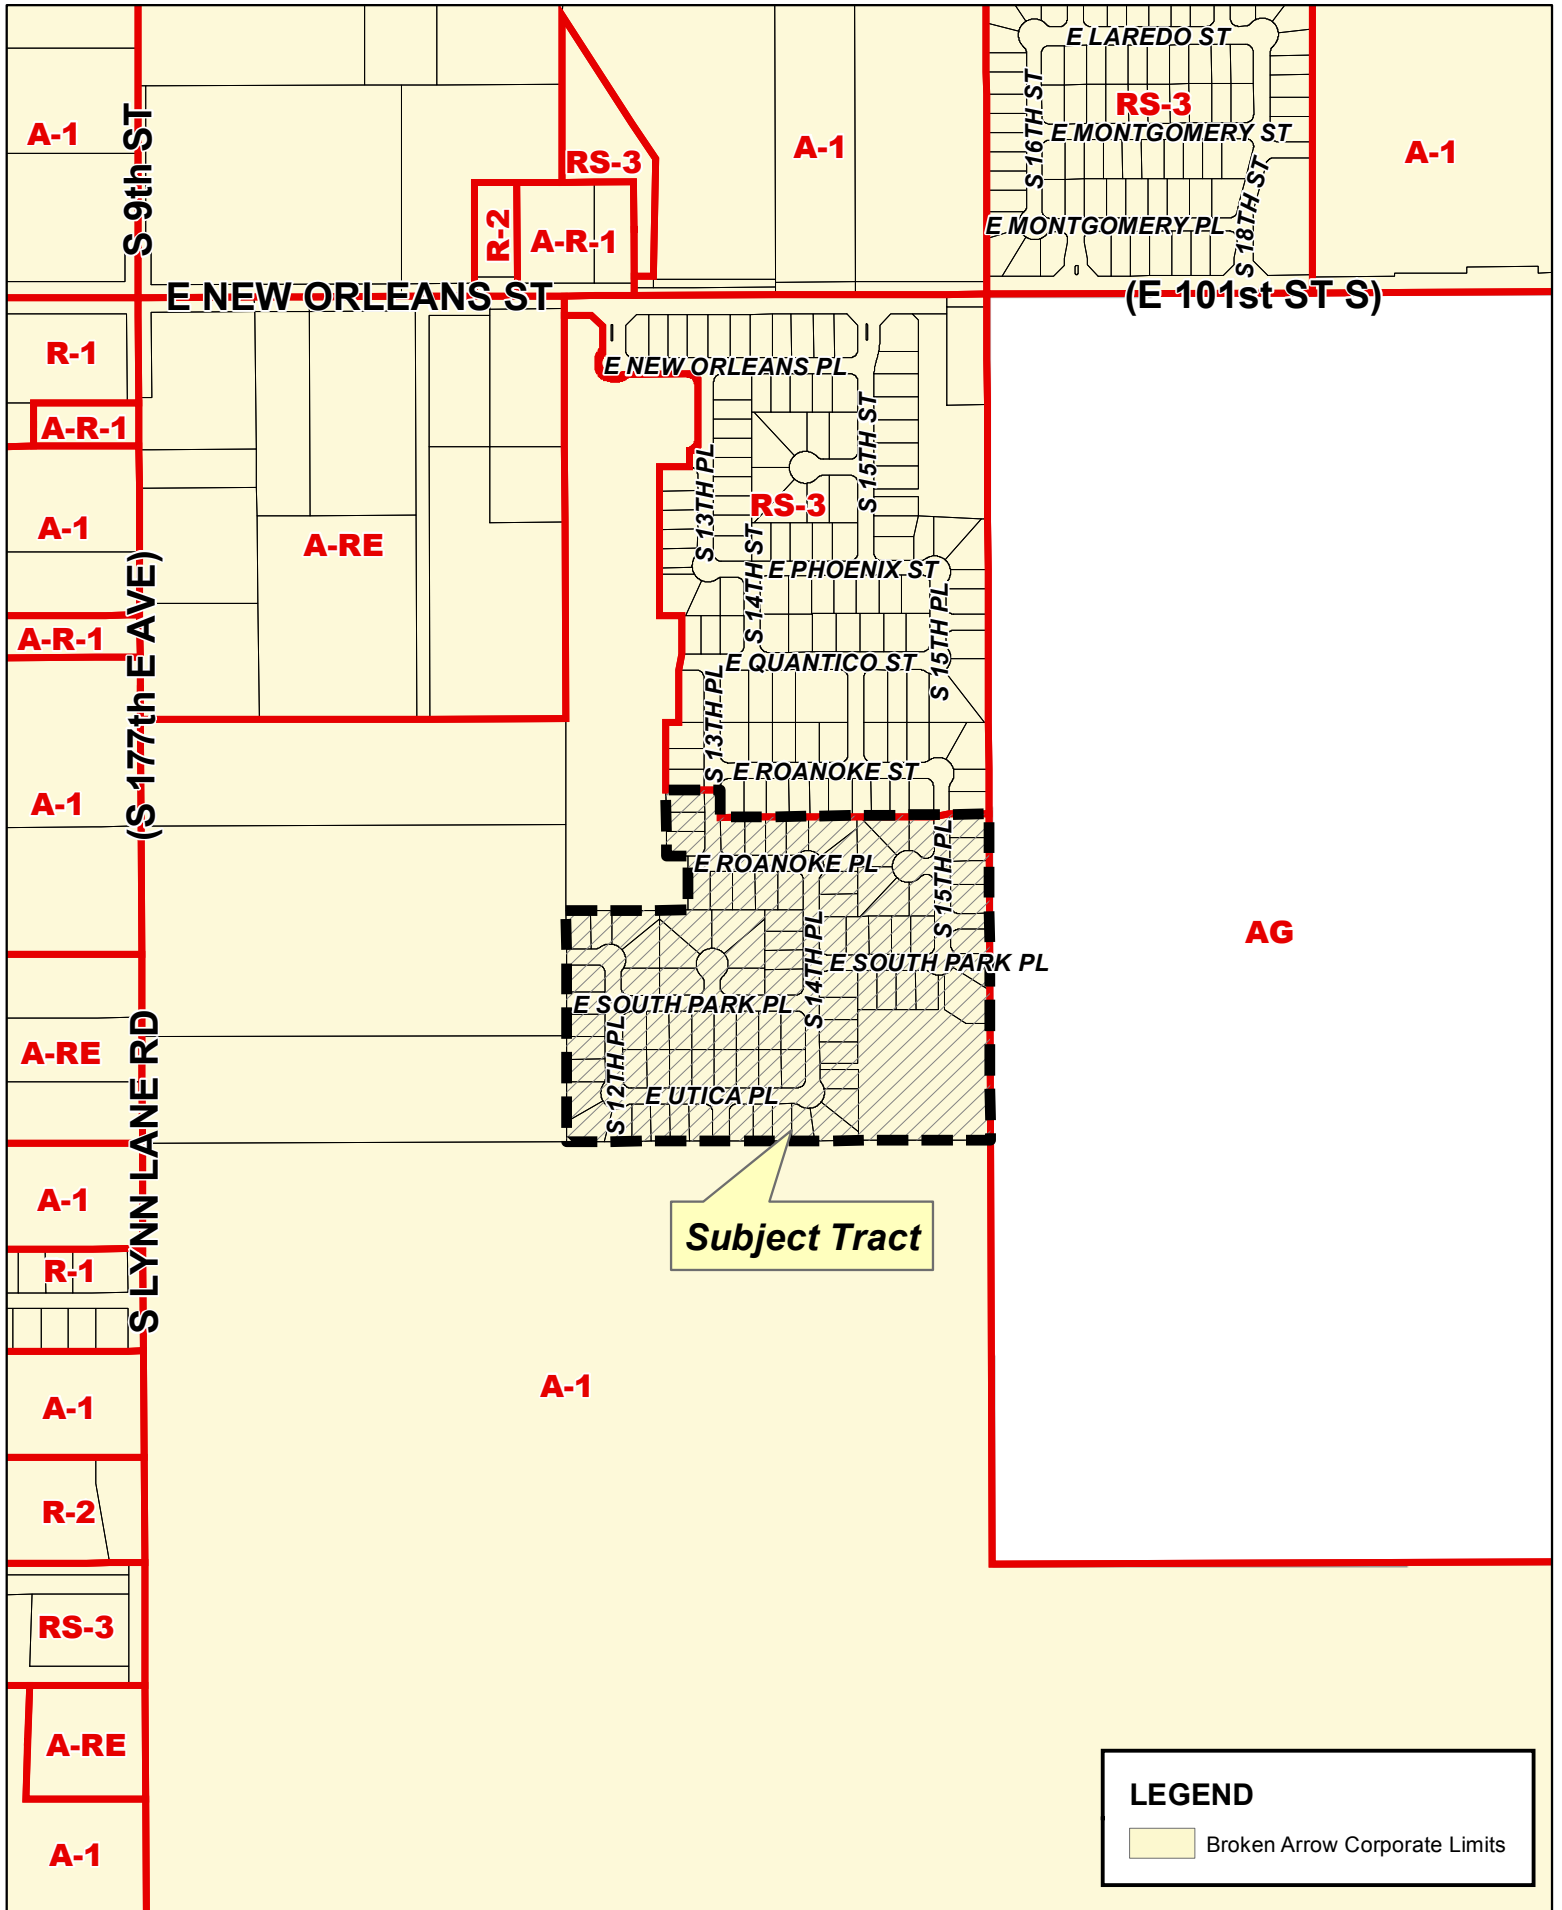 E LAREDO ST
S 16TH ST
RS-3
A-1
S 9th ST
E MONTGOMERY ST
A-1
A-1
RS-3
S 18TH ST
R-2
A-R-1
E MONTGOMERY PL
E NEW ORLEANS ST
(E 101st ST S)
R-1
E NEW ORLEANS PL
A-R-1
S 15TH ST
S 13TH PL
RS-3
A-1
A-RE
S 14TH ST
E PHOENIX ST
S 15TH PL
A-R-1
E QUANTICO ST
(S 177th E AVE)
S 13TH PL
E ROANOKE ST
A-1
E ROANOKE PL
S 15TH PL
AG
S 14TH PL
E SOUTH PARK PL
E SOUTH PARK PL
A-RE
S 12TH PL
E UTICA PL
S LYNN LANE RD
A-1
Subject Tract
R-1
A-1
A-1
R-2
RS-3
A-RE
A-1
LEGEND
Broken Arrow Corporate Limits